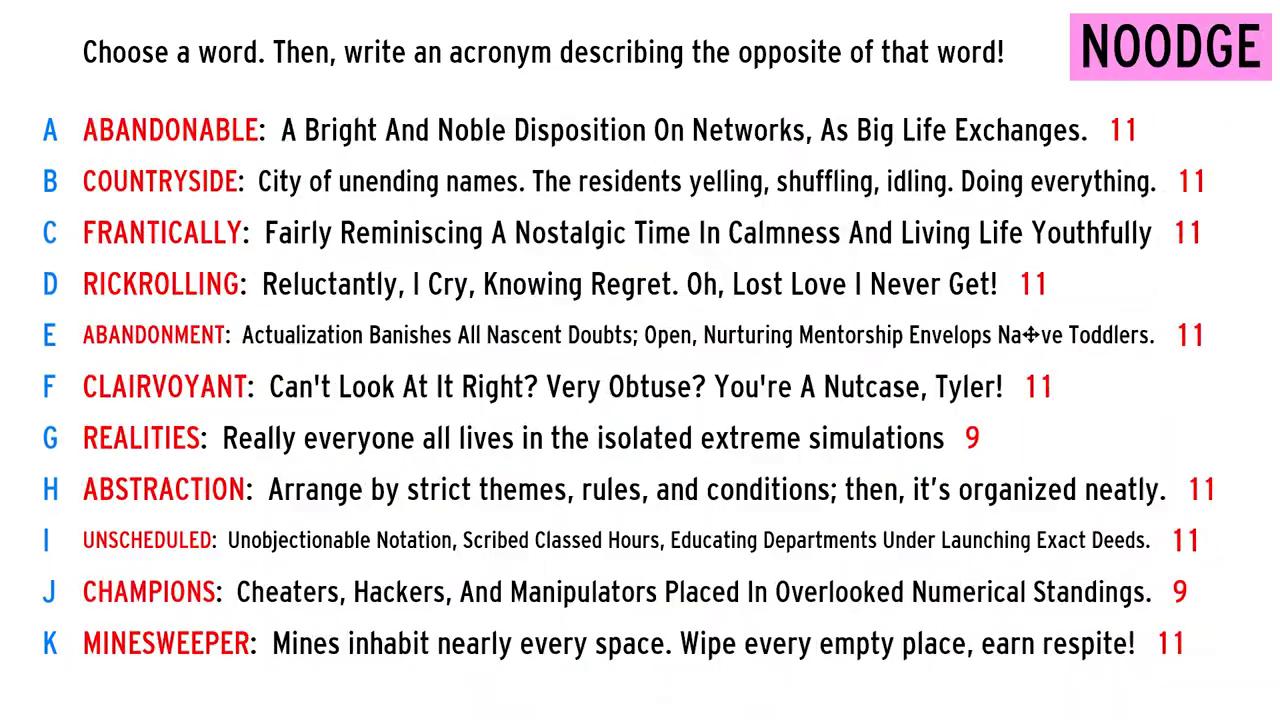 Choose a word. Then, write an acronym describing the opposite of that word!
NOODGE
A ABANDONABLE: A Bright And Noble Disposition On Networks, As Big Life Exchanges. 11
B COUNTRYSIDE: City of unending names. The residents yelling, shuffling, idling. Doing everything. 11
C FRANTICALLY: Fairly Reminiscing A Nostalgic Time In Calmness And Living Life Youthfully 11
D RICKROLLING: Reluctantly, I Cry, Knowing Regret. Oh, Lost Love I Never Get! 11
E ABANDONMENT: Actualization Banishes All Nascent Doubts; Open, Nurturing Mentorship Envelops Na✥ve Toddlers. 11
F CLAIRVOYANT: Can't Look At It Right? Very Obtuse? You're A Nutcase, Tyler! 11
G REALITIES: Really everyone all lives in the isolated extreme simulations 9
H ABSTRACTION: Arrange by strict themes, rules, and conditions; then, it’s organized neatly. 11
I UNSCHEDULED: Unobjectionable Notation, Scribed Classed Hours, Educating Departments Under Launching Exact Deeds. 11
J CHAMPIONS: Cheaters, Hackers, And Manipulators Placed In Overlooked Numerical Standings. 9
K MINESWEEPER: Mines inhabit nearly every space. Wipe every empty place, earn respite! 11